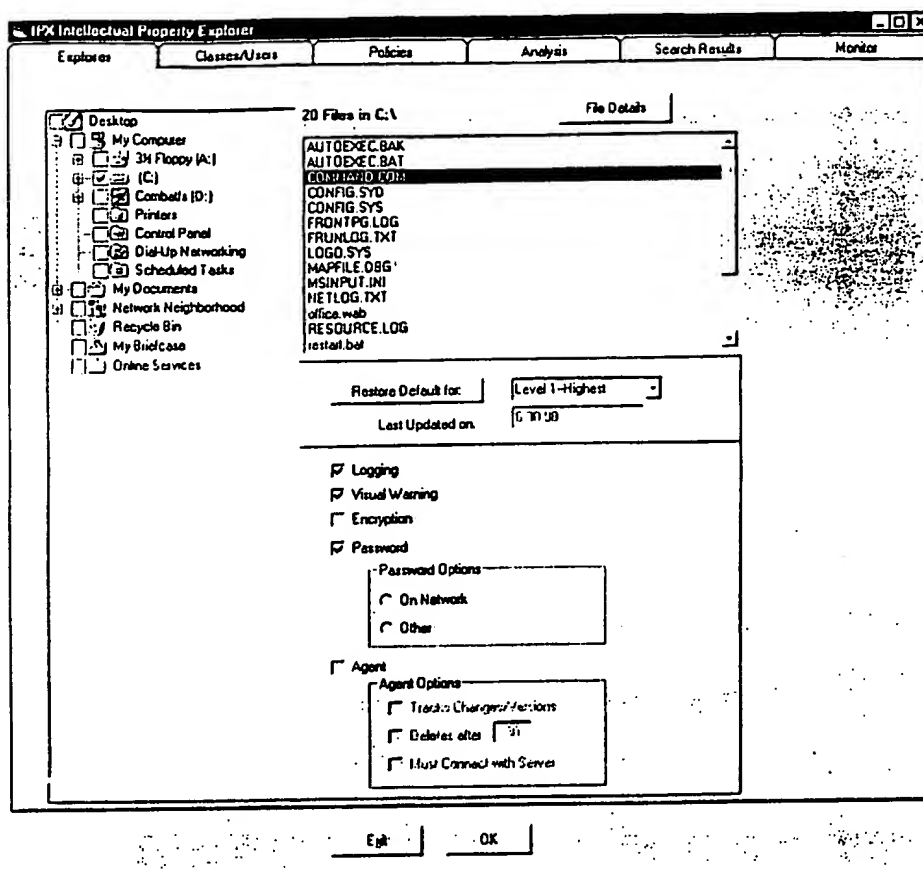 IPX Intellectual Property Explorer
Explorer Classes/Users Policies Analysis Search Results Monitor
20 Files in C:\
File Details
Desktop
My Computer
3½ Floppy (A:)
(C:)
Combatfs (D:)
Printers
Control Panel
Dial-Up Networking
Scheduled Tasks
My Documents
Network Neighborhood
Recycle Bin
My Briefcase
Online Services
AUTOEXEC.BAK
AUTOEXEC.BAT
COMMAND.COM
CONFIG.SYD
CONFIG.SYS
FRONTPG.LOG
FRUNLOG.TXT
LOGO.SYS
MAPFILE.DBG
MSINPUT.INI
NETLOG.TXT
office.wab
RESOURCE.LOG
restart.bat
Restore Default for:
Level 1-Highest
Last Updated on.
Logging
Visual Warning
Encryption
Password
Password Options
On Network
Other
Agent
Agent Options
Tracks Changes/Versions
Deletes after
Must Connect with Server
Exit OK